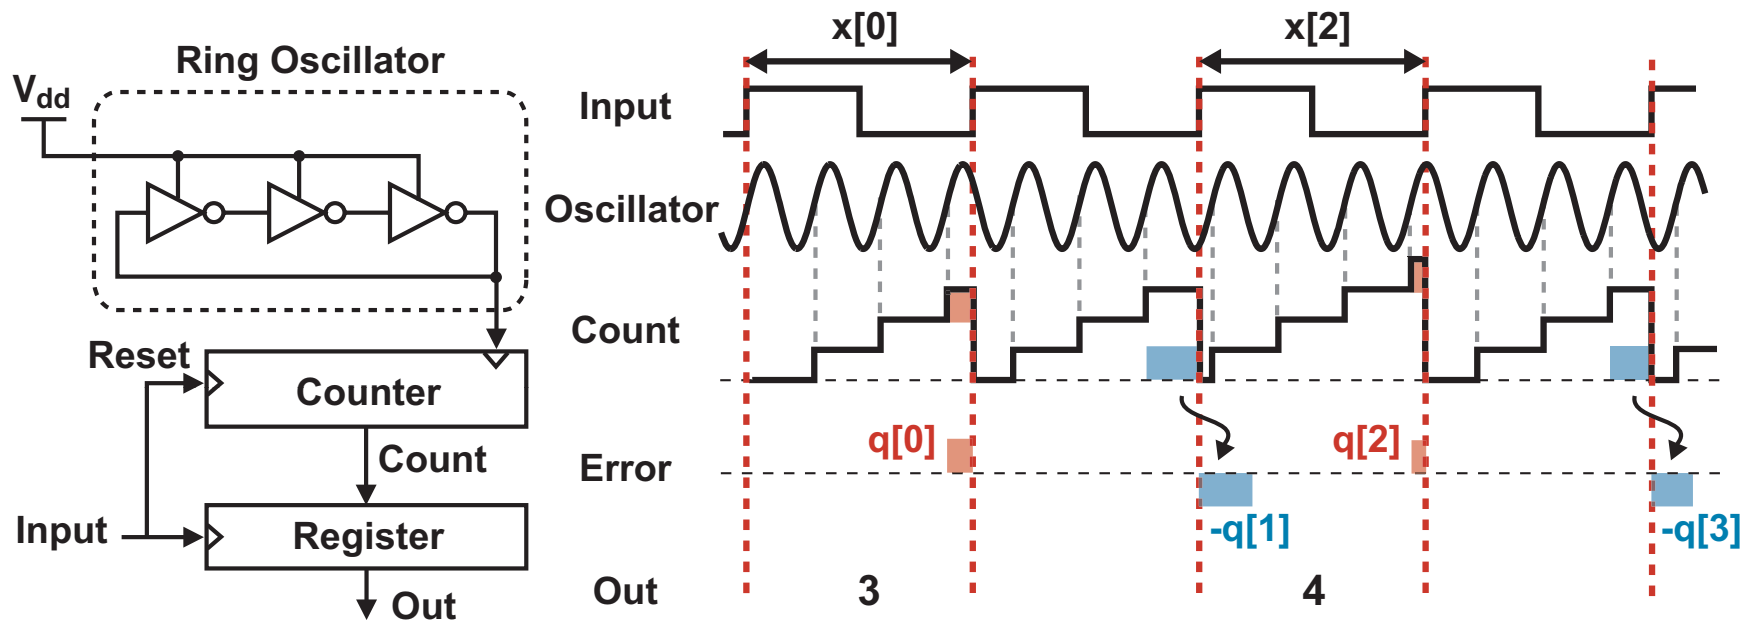 Ring Oscillator
Vdd
Reset
Counter
Count
Input
Register
Out
x[0]
x[2]
Input
Oscillator
Count
q[0]
q[2]
Error
-q[1]
-q[3]
Out
3
4